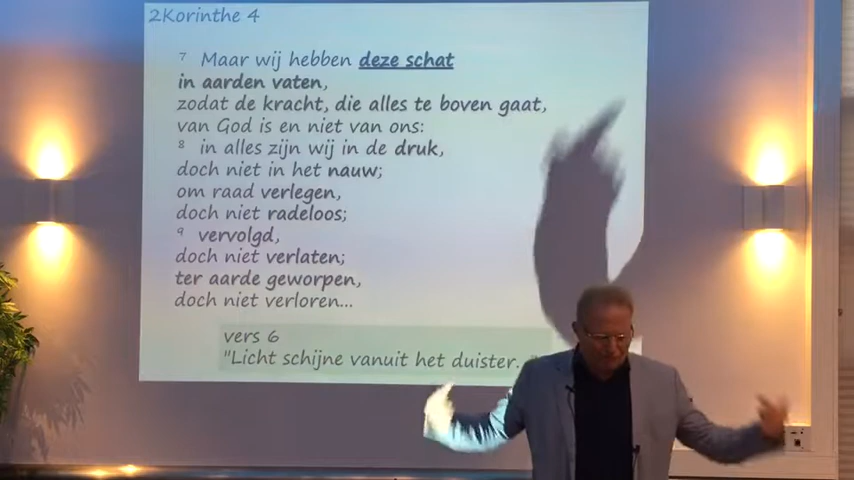 2Korinthe 4
7 Maar wij hebben deze schat
in aarden vaten,
zodat de kracht, die alles te boven gaat,
van God is en niet van ons:
8 in alles zijn wij in de druk,
doch niet in het nauw;
om raad verlegen,
doch niet radeloos;
9 vervolgd,
doch niet verlaten;
ter aarde geworpen,
doch niet verloren...
vers 6
"Licht schijne vanuit het duister.